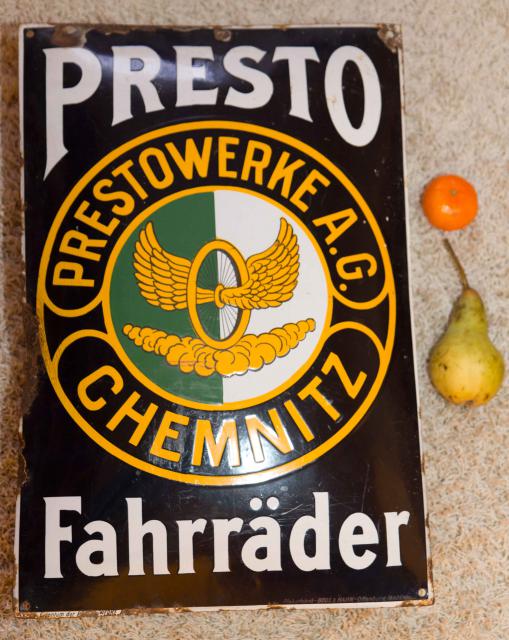 PRESTO
PRESTOWERKE A.G.
CHEMNITZ
Fahrräder